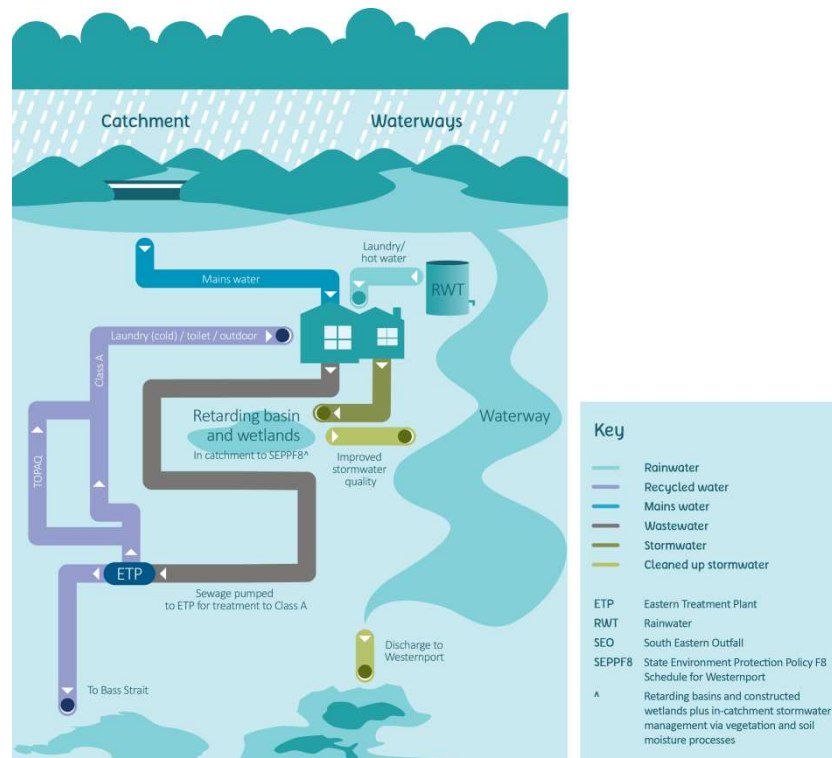 Catchment
Waterways
Laundry/
hot water
Mains water
RWT
Laundry (cold) / toilet / outdoor
Class A
TOPAQ
Retarding basin
and wetlands
In catchment to SEPPF8^
Waterway
Improved
stormwater
quality
ETP
Sewage pumped
to ETP for treatment to Class A
Discharge to
Westernport
To Bass Strait
Key
Rainwater
Recycled water
Mains water
Wastewater
Stormwater
Cleaned up stormwater
ETP Eastern Treatment Plant
RWT Rainwater
SEO South Eastern Outfall
SEPPF8 State Environment Protection Policy F8
Schedule for Westernport
^ Retarding basins and constructed
wetlands plus in-catchment stormwater
management via vegetation and soil
moisture processes